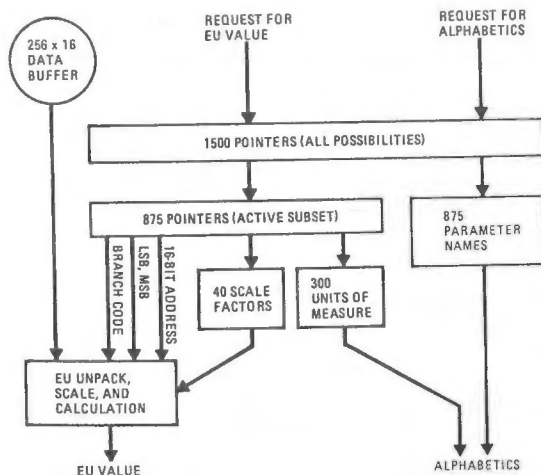 256 x 16
DATA
BUFFER
REQUEST FOR
EU VALUE
REQUEST FOR
ALPHABETICS
1500 POINTERS (ALL POSSIBILITIES)
875 POINTERS (ACTIVE SUBSET)
875
PARAMETER
NAMES
BRANCH CODE
LSB, MSB
16-BIT ADDRESS
40 SCALE
FACTORS
300
UNITS OF
MEASURE
EU UNPACK,
SCALE, AND
CALCULATION
EU VALUE
ALPHABETICS